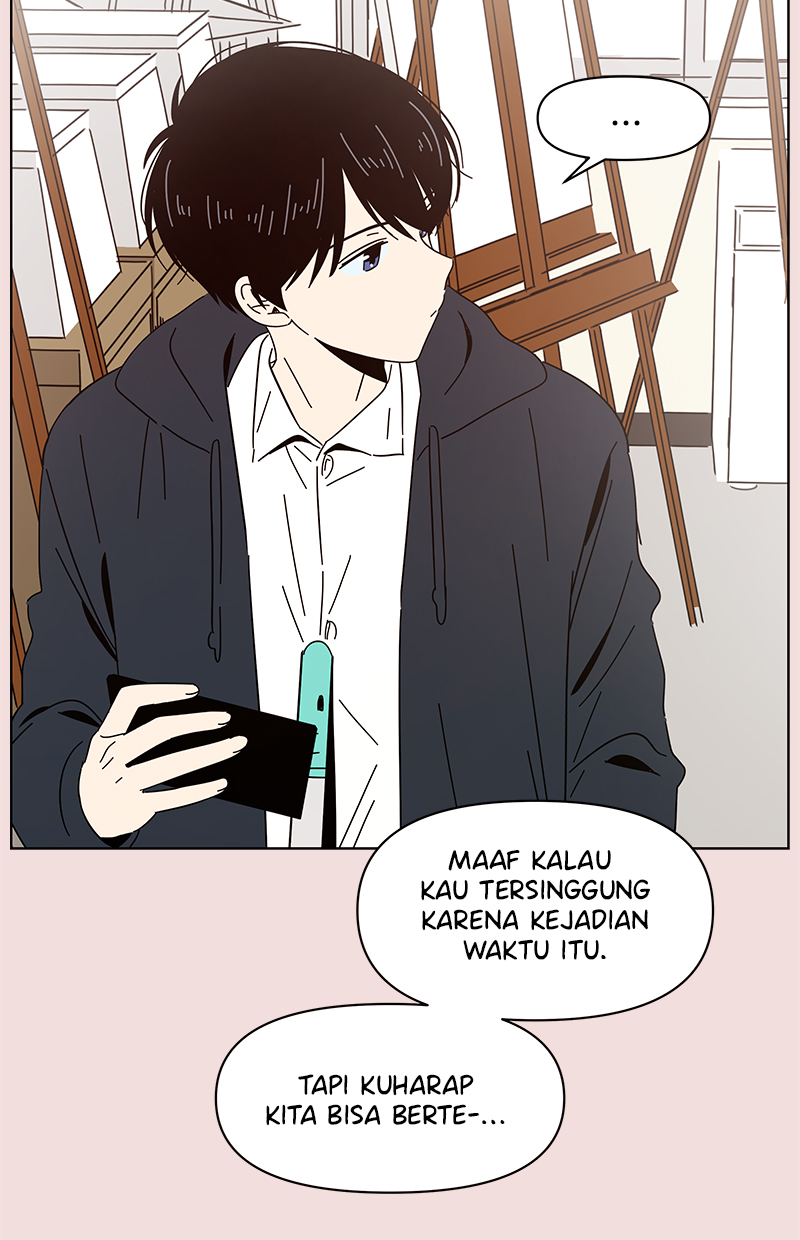 ...
MAAF KALAU
KAU TERSINGGUNG
KARENA KEJADIAN
WAKTU ITU.
TAPI KUHARAP
KITA BISA BERTE-...